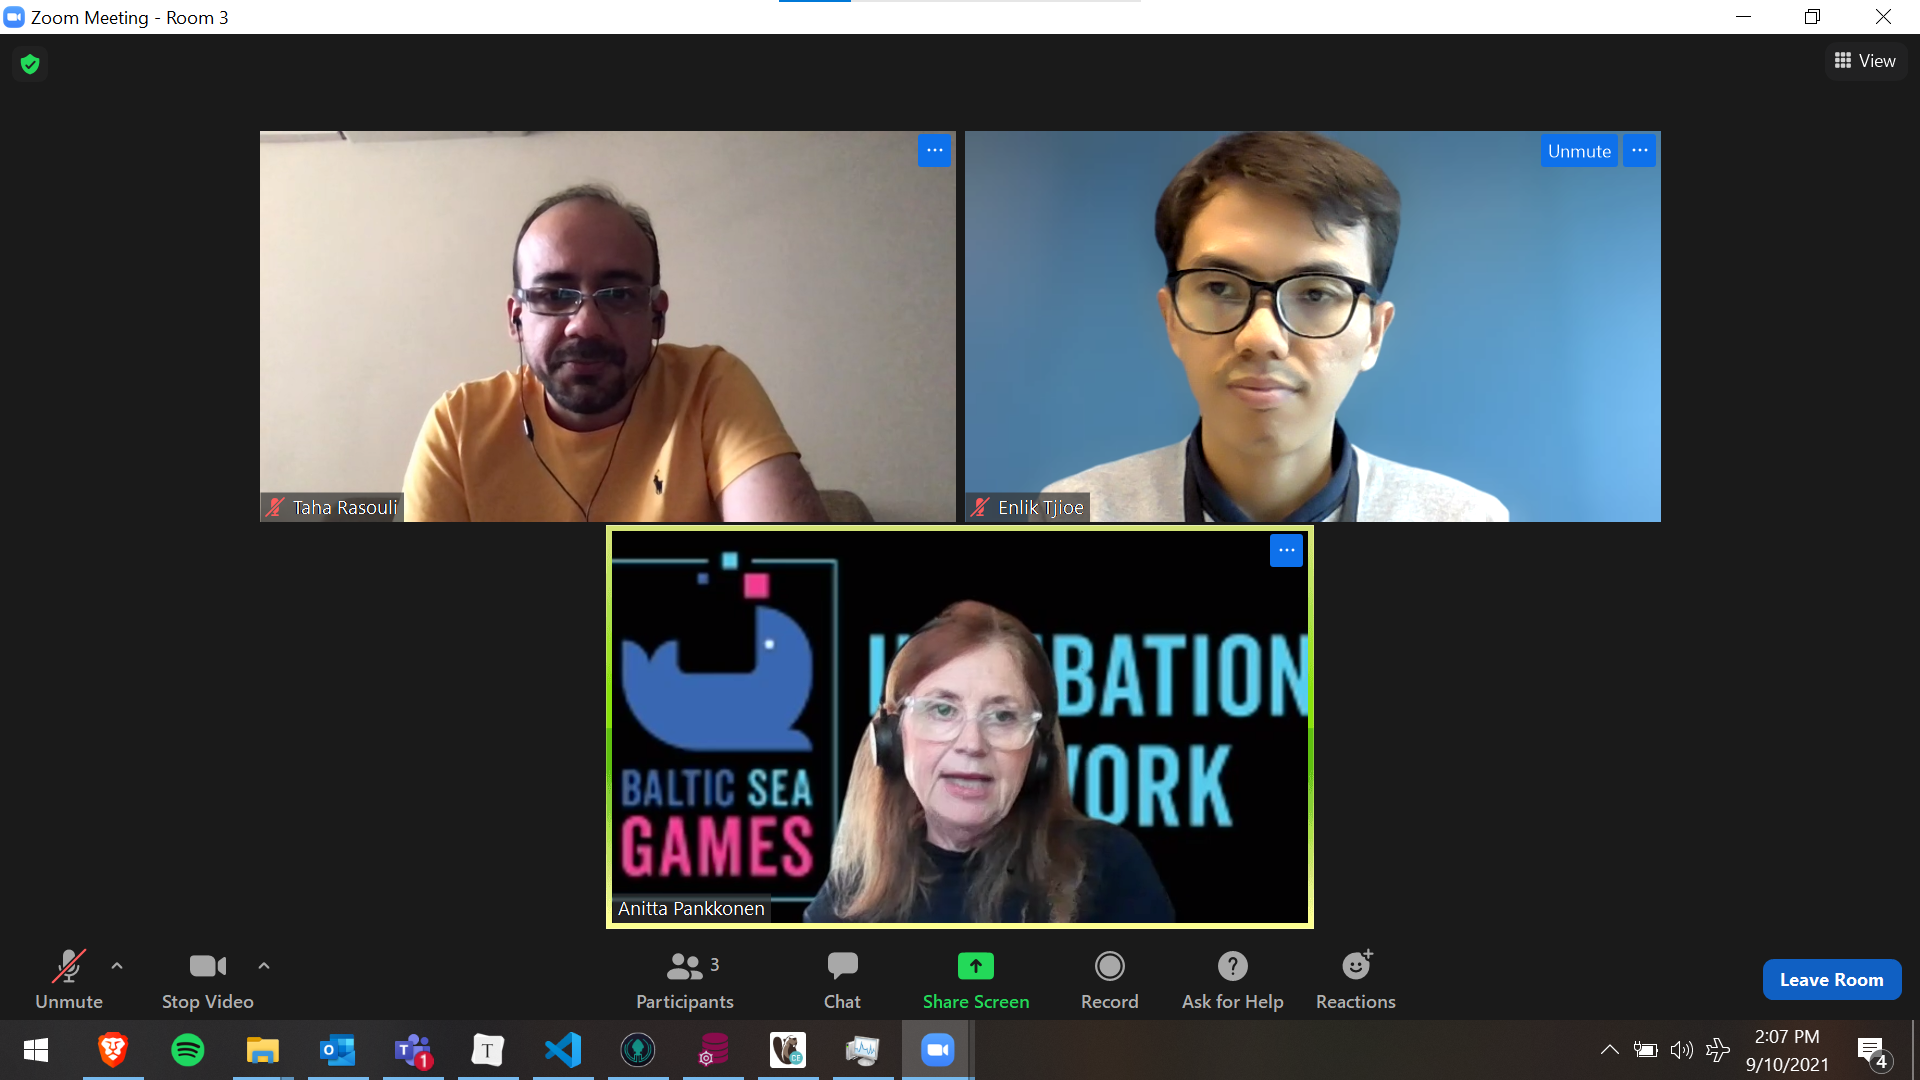 Zoom Meeting - Room 3
View
Unmute
Taha Rasouli
Enlik Tjioe
BATION
ORK
BALTIC SEA
GAMES
Anitta Pankkonen
3
Unmute
Stop Video
Participants
Chat
Share Screen
Record
Ask for Help
Reactions
Leave Room
T
1
T
CE
2:07 PM
9/10/2021
4